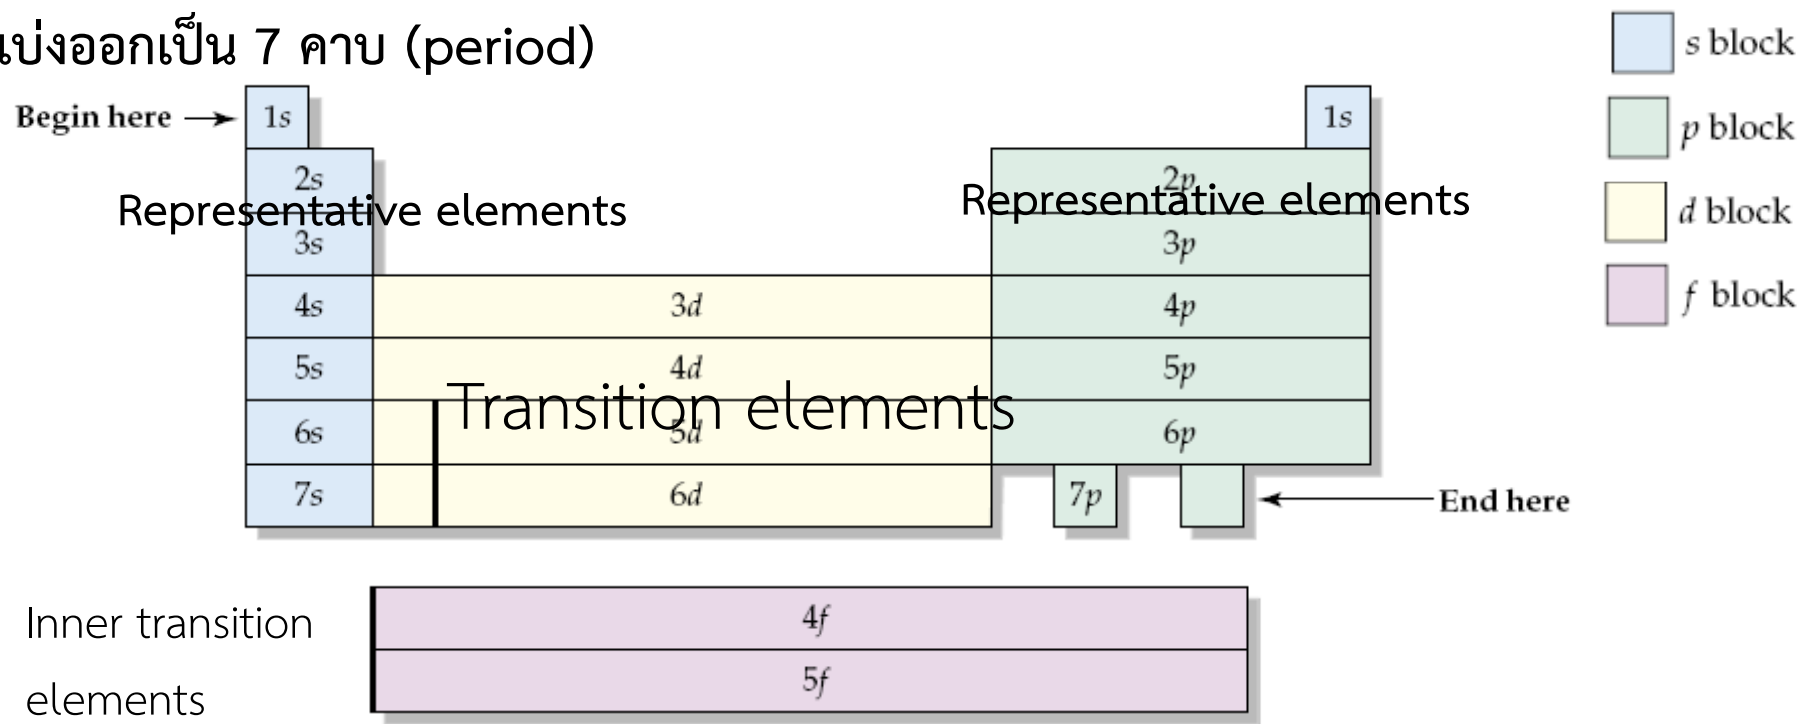 แบ่งออกเป็น 7 คาบ (period)
s block
Begin here
1s
1s
p block
2s
2p
Representative elements
Representative elements
d block
3s
3p
f block
4s
3d
4p
5s
4d
5p
Transition elements
6s
5d
6p
7s
6d
7p
End here
Inner transition
elements
4f
5f